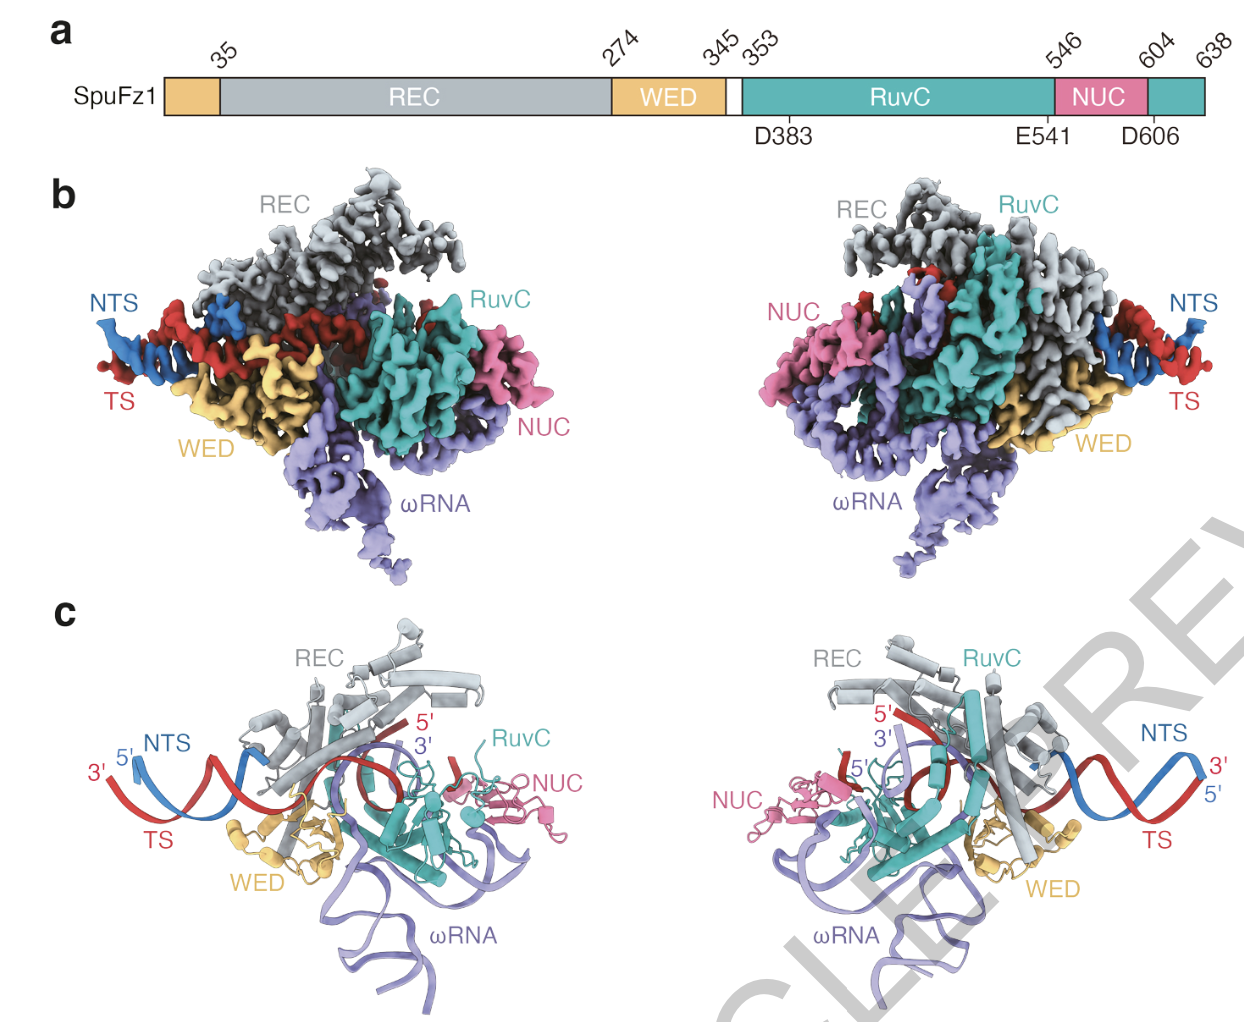 a
35 274 345 353 546 604 638
SpuFz1 REC WED RuvC NUC
D383 E541 D606
b
REC REC RuvC
NTS RuvC NUC NTS
TS NUC TS
WED WED
ωRNA ωRNA
c
REC REC RuvC
5' 5'
3' 5' NTS 3' RuvC 3' NTS 3'
NUC 5' NUC 5'
TS TS
WED WED
ωRNA ωRNA